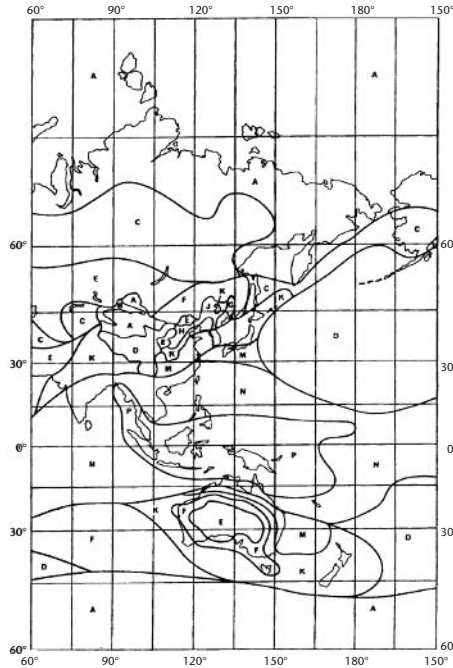 60° 90° 120° 150° 180° 150°
A A
A
C C
60° 60
E K C
A F J G K
C A E D
C D H
E K E K M
30° M 30
N
P
0° P 0
N N
K F
30° E M 30
F F D
D K
A A
60° 60
60° 90° 120° 150° 180° 150°